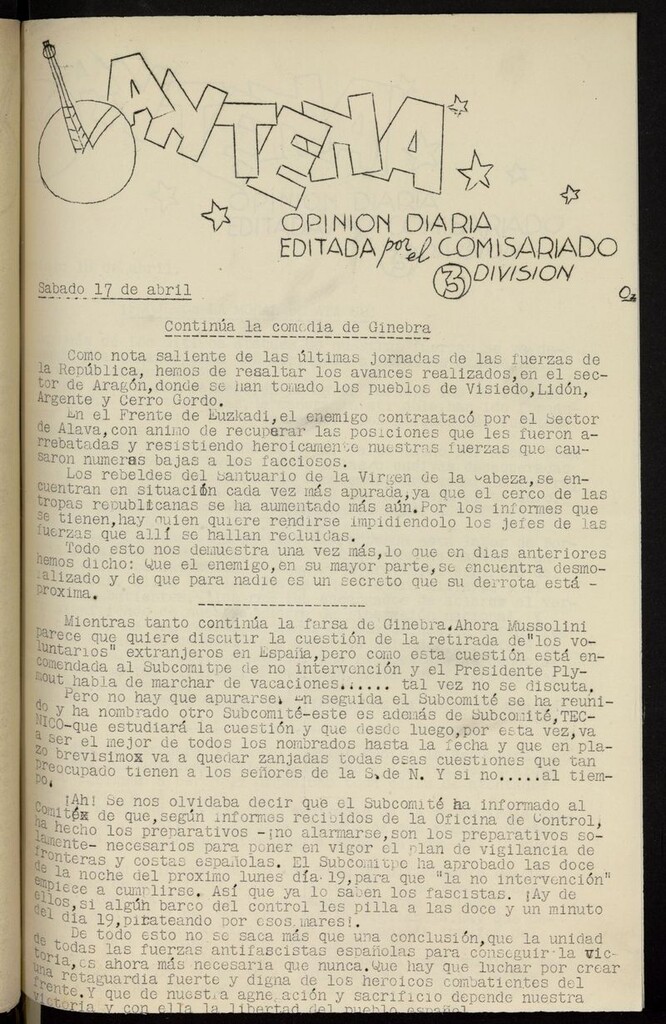 ANTENA
OPINION DIARIA
EDITADA por el COMISARIADO
3 DIVISION
Sabado 17 de abril
Continúa la comedia de Ginebra
Como nota saliente de las últimas jornadas de las fuerzas de
la República, hemos de resaltar los avances realizados,en el sec-
tor de Aragón,donde se han tomado los pueblos de Visiedo,Lidón,
Argente y Cerro Gordo.
En el Frente de Euzkadi,el enemigo contraatacó por el Sector
de Alava,con animo de recuperar las posiciones que les fueron a-
rrebatadas y resistiendo heroicamente nuestras fuerzas que cau-
saron numeras bajas a los facciosos.
Los rebeldes del Santuario de la Virgen de la Cabeza,se en-
cuentran en situación cada vez más apurada,ya que el cerco de las
tropas republicanas se ha aumentado más aún.Por los informes que
se tienen,hay quien quiere rendirse impidiendolo los jefes de las
fuerzas que allí se hallan recluidas.
Todo esto nos demuestra una vez más,lo que en dias anteriores
hemos dicho: Que el enemigo,en su mayor parte,se encuentra desmo-
alizado y de que para nadie es un secreto que su derrota está -
proxima.
Mientras tanto continúa la farsa de Ginebra.Ahora Mussolini
parece que quiere discutir la cuestión de la retirada de"los vo-
luntarios" extranjeros en España,pero como esta cuestión está en-
comendada al Subcomitpe de no intervención y el Presidente Ply-
mout habla de marchar de vacaciones...... tal vez no se discuta.
Pero no hay que apurarse. En seguida el Subcomité se ha reuni-
do y ha nombrado otro Subcomité-este es además de Subcomité,TEC-
NICO-que estudiará la cuestión y que desde luego,por esta vez,va
a ser el mejor de todos los nombrados hasta la fecha y que en pla-
zo brevisimox va a quedar zanjadas todas esas cuestiones que tan
preocupado tienen a los señores de la S.de N. Y si no.....al tiem-
po.
¡Ah! Se nos olvidaba decir que el Subcomité ha informado al
Comitéx de que,según informes recibidos de la Oficina de Control,
ha hecho los preparativos -¡no alarmarse,son los preparativos so-
lamente- necesarios para poner en vigor el plan de vigilancia de
fronteras y costas españolas. El Subcomitpe ha aprobado las doce
de la noche del proximo lunes día 19,para que "la no intervención"
empiece a cumplirse. Así que ya lo saben los fascistas. ¡Ay de
ellos,si algúh barco del control les pilla a las doce y un minuto
del dia 19,pirateando por esos mares!.
De todo esto no se saca más que una conclusión,que la unidad
de todas las fuerzas antifascistas españolas para conseguir la vic-
toria,es ahora más necesaria que nunca.Que hay que luchar por crear
una retaguardia fuerte y digna de los heroicos combatientes del
frente.Y que de nuestra agne ación y sacrificio depende nuestra
victoria y con ella la libertad del pueblo español